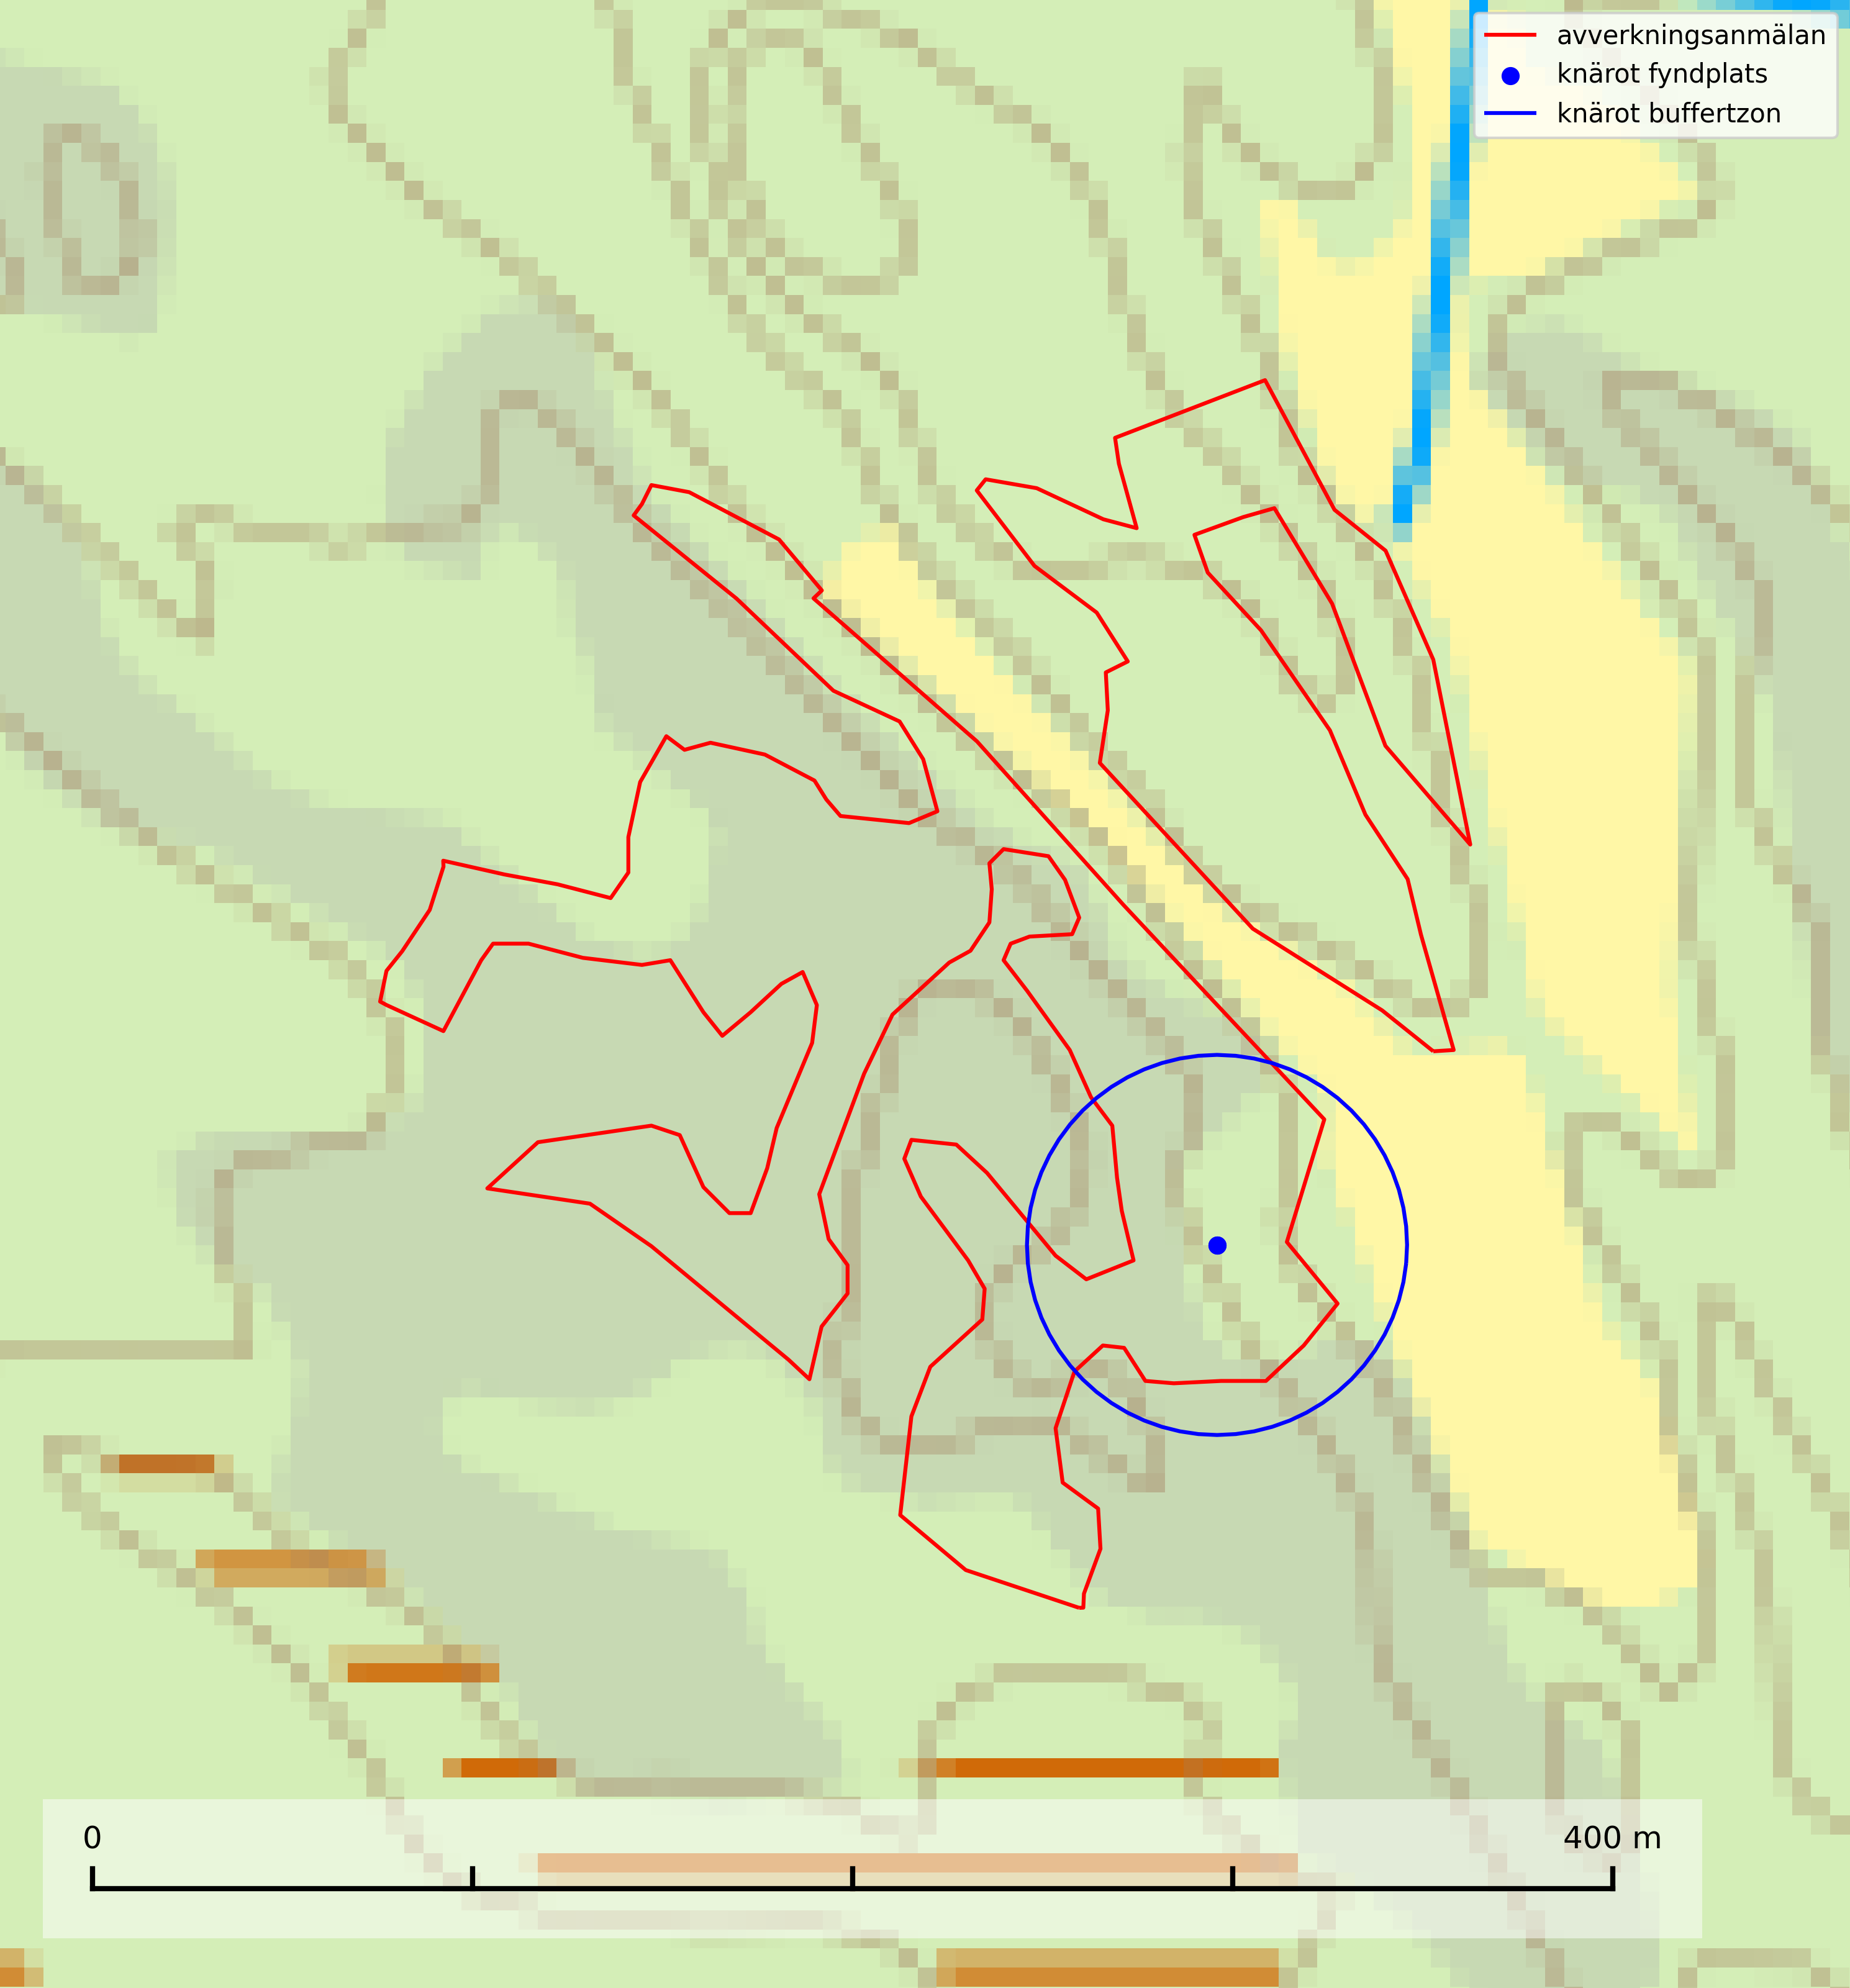 avverkningsanmälan
knärot fyndplats
knärot buffertzon
0
400 m